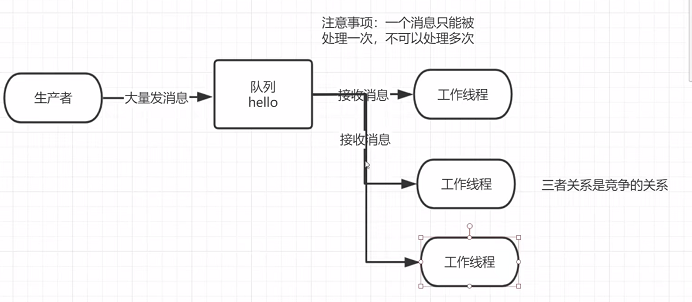 注意事项：一个消息只能被
处理一次，不可以处理多次
生产者
大量发消息
队列
hello
接收消息
工作线程
接收消息
工作线程
三者关系是竞争的关系
工作线程